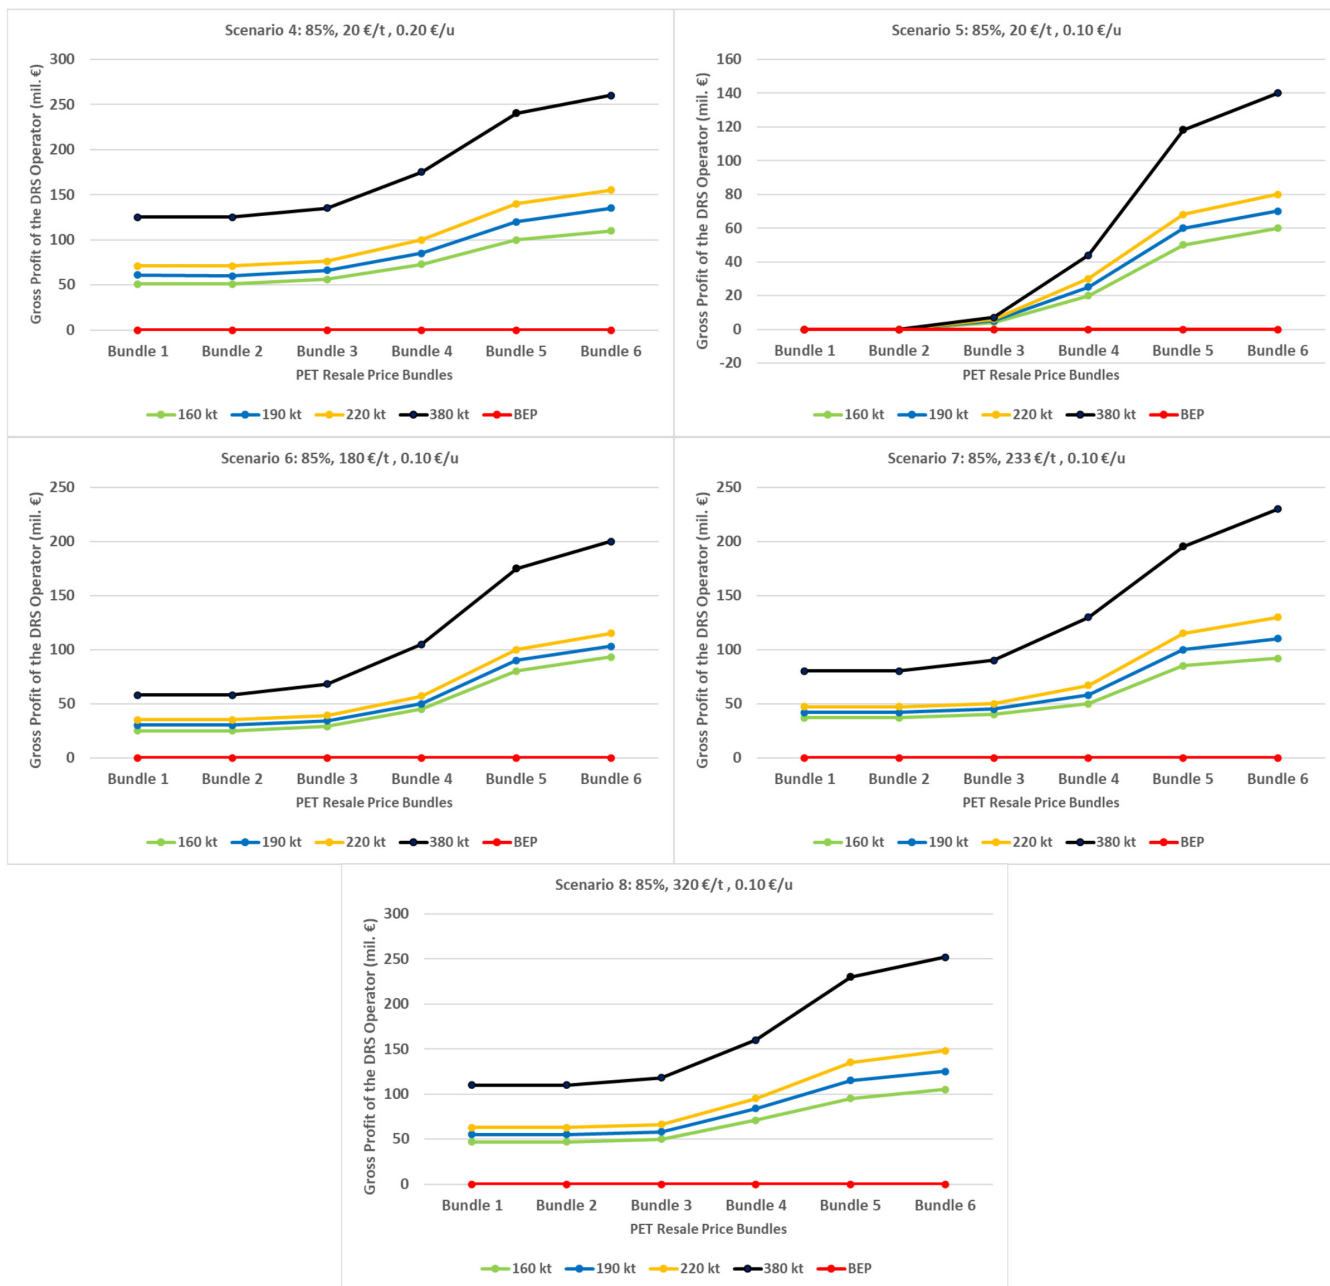 Scenario 4: 85%, 20 €/t , 0.20 €/u
Gross Profit of the DRS Operator (mil. €)
300
250
200
150
100
50
0
Bundle 1 Bundle 2 Bundle 3 Bundle 4 Bundle 5 Bundle 6
PET Resale Price Bundles
160 kt 190 kt 220 kt 380 kt BEP
Scenario 5: 85%, 20 €/t , 0.10 €/u
Gross Profit of the DRS Operator (mil. €)
160
140
120
100
80
60
40
20
0
-20
Bundle 1 Bundle 2 Bundle 3 Bundle 4 Bundle 5 Bundle 6
PET Resale Price Bundles
160 kt 190 kt 220 kt 380 kt BEP
Scenario 6: 85%, 180 €/t , 0.10 €/u
Gross Profit of the DRS Operator (mil. €)
250
200
150
100
50
0
Bundle 1 Bundle 2 Bundle 3 Bundle 4 Bundle 5 Bundle 6
PET Resale Price Bundles
160 kt 190 kt 220 kt 380 kt BEP
Scenario 7: 85%, 233 €/t , 0.10 €/u
Gross Profit of the DRS Operator (mil. €)
250
200
150
100
50
0
Bundle 1 Bundle 2 Bundle 3 Bundle 4 Bundle 5 Bundle 6
PET Resale Price Bundles
160 kt 190 kt 220 kt 380 kt BEP
Scenario 8: 85%, 320 €/t , 0.10 €/u
Gross Profit of the DRS Operator (mil. €)
300
250
200
150
100
50
0
Bundle 1 Bundle 2 Bundle 3 Bundle 4 Bundle 5 Bundle 6
PET Resale Price Bundles
160 kt 190 kt 220 kt 380 kt BEP